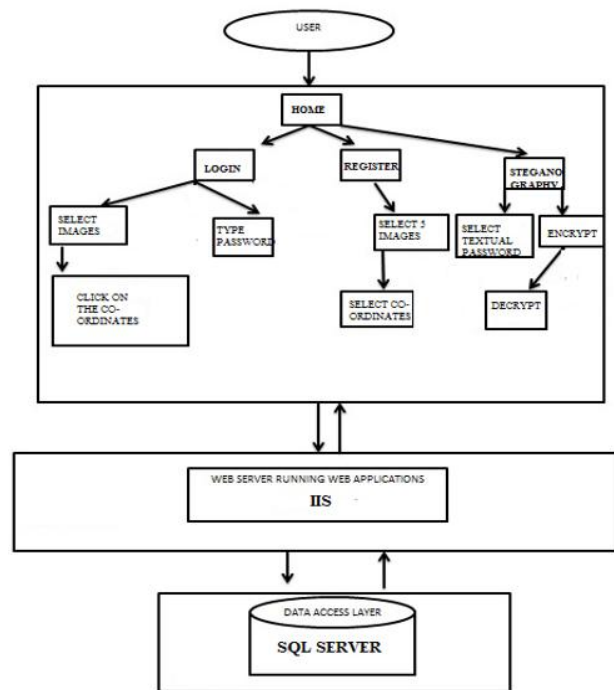 USER
HOME
LOGIN
REGISTER
STEGANO
GRAPHY
SELECT
IMAGES
TYPE
PASSWORD
SELECT 5
IMAGES
SELECT
TEXTUAL
PASSWORD
ENCRYPT
CLICK ON
THE CO-
ORDINATES
SELECT CO-
ORDINATES
DECRYPT
WEB SERVER RUNNING WEB APPLICATIONS
IIS
DATA ACCESS LAYER
SQL SERVER